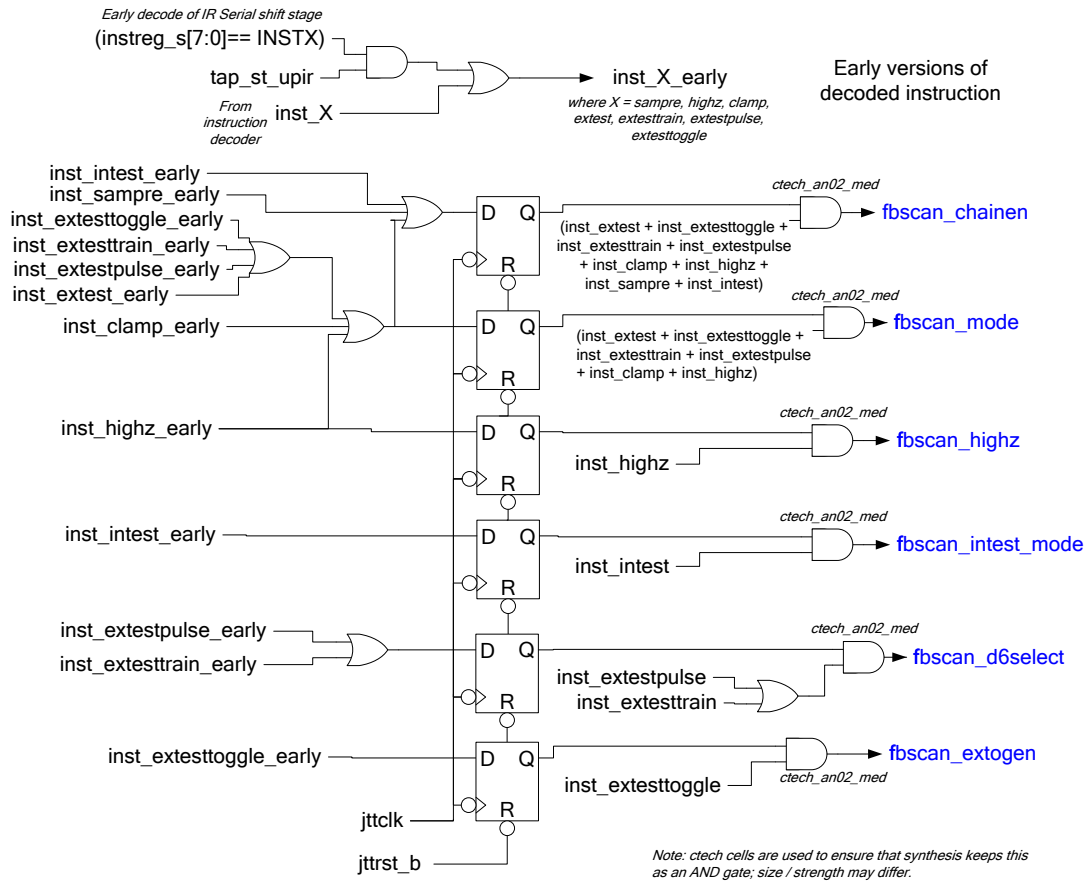 Early decode of IR Serial shift stage
(instreg_s[7:0]== INSTX)
tap_st_upir
From
instruction
decoder
inst_X
inst_X_early
where X = sampre, highz, clamp,
extest, extesttrain, extestpulse,
extesttoggle
Early versions of
decoded instruction
inst_intest_early
inst_sampre_early
inst_extesttoggle_early
inst_extesttrain_early
inst_extestpulse_early
inst_extest_early
D Q
R
(inst_extest + inst_extesttoggle +
inst_extesttrain + inst_extestpulse
+ inst_clamp + inst_highz +
inst_sampre + inst_intest)
ctech_an02_med
fbscan_chainen
inst_clamp_early
D Q
R
(inst_extest + inst_extesttoggle +
inst_extesttrain + inst_extestpulse
+ inst_clamp + inst_highz)
ctech_an02_med
fbscan_mode
inst_highz_early
D Q
R
inst_highz
ctech_an02_med
fbscan_highz
inst_intest_early
D Q
R
inst_intest
ctech_an02_med
fbscan_intest_mode
inst_extestpulse_early
inst_extesttrain_early
D Q
R
inst_extestpulse
inst_extesttrain
ctech_an02_med
fbscan_d6select
inst_extesttoggle_early
D Q
R
inst_extesttoggle
ctech_an02_med
fbscan_extogen
jttclk
jttrst_b
Note: ctech cells are used to ensure that synthesis keeps this
as an AND gate; size / strength may differ.